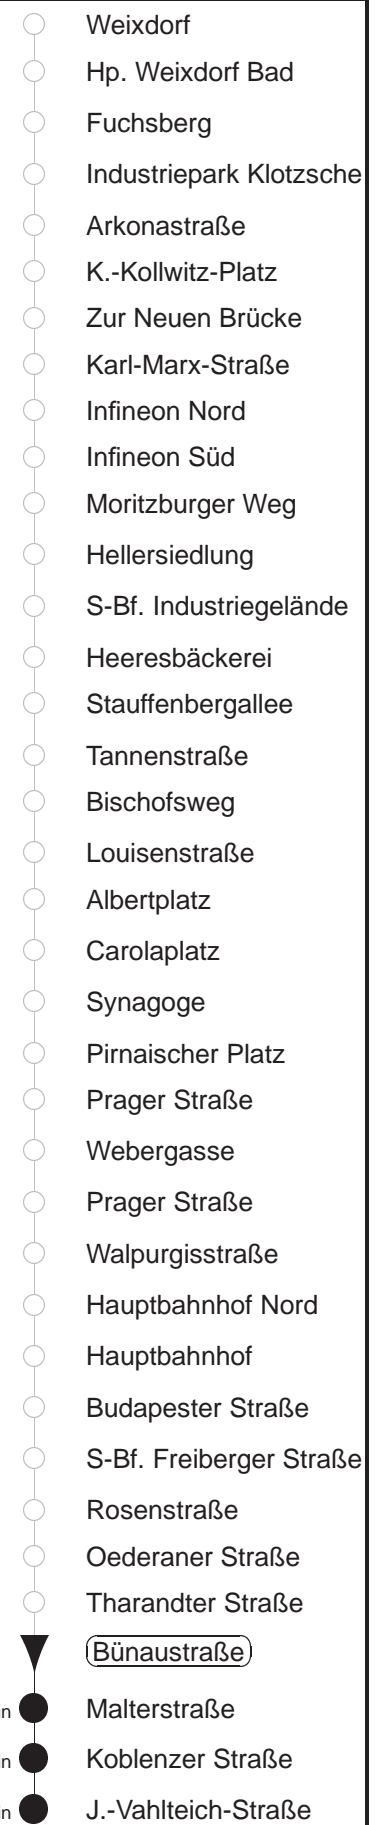 Weixdorf
Hp. Weixdorf Bad
Fuchsberg
Industriepark Klotzsche
Arkonastraße
K.-Kollwitz-Platz
Zur Neuen Brücke
Karl-Marx-Straße
Infineon Nord
Infineon Süd
Moritzburger Weg
Hellersiedlung
S-Bf. Industriegelände
Heeresbäckerei
Stauffenbergallee
Tannenstraße
Bischofsweg
Louisenstraße
Albertplatz
Carolaplatz
Synagoge
Pirnaischer Platz
Prager Straße
Webergasse
Prager Straße
Walpurgisstraße
Hauptbahnhof Nord
Hauptbahnhof
Budapester Straße
S-Bf. Freiberger Straße
Rosenstraße
Oederaner Straße
Tharandter Straße
Bünaustraße
Malterstraße
Koblenzer Straße
J.-Vahlteich-Straße